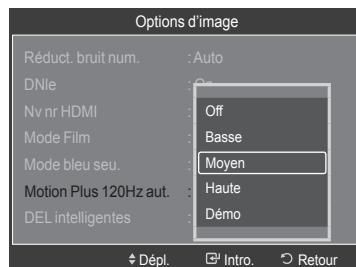 Options d'image
Réduct. bruit num. : Auto
DNIe :
Nv nr HDMI :
Mode Film :
Mode bleu seu. :
Motion Plus 120Hz aut. :
DEL intelligentes :
Off
Basse
Moyen
Haute
Démo
Dépl. Intro. Retour